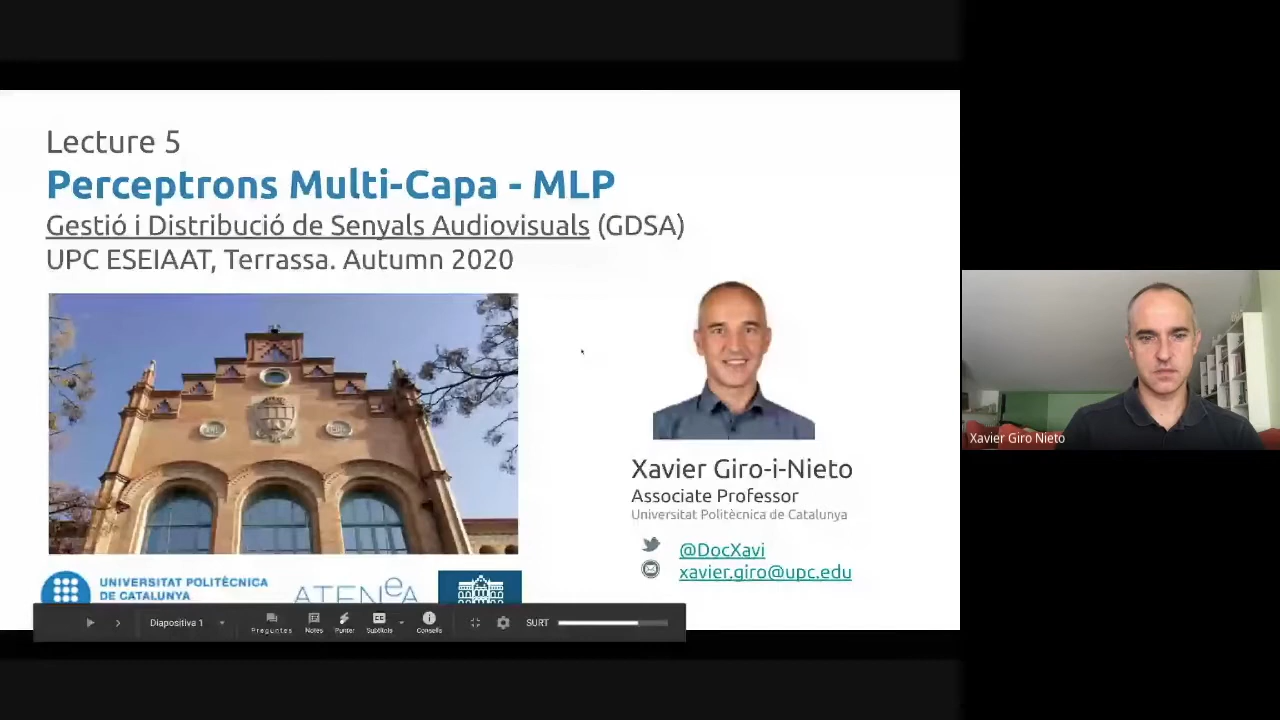 Lecture 5
Perceptrons Multi-Capa - MLP
Gestió i Distribució de Senyals Audiovisuals (GDSA)
UPC ESEIAAT, Terrassa. Autumn 2020
Xavier Giro-i-Nieto
Associate Professor
Universitat Politècnica de Catalunya
@DocXavi
xavier.giro@upc.edu
UNIVERSITAT POLITÈCNICA
DE CATALUNYA
ATENeA
Diapositiva 1
Preguntes
Notes
Punter
Subtítols
Consells
SURT
Xavier Giro Nieto